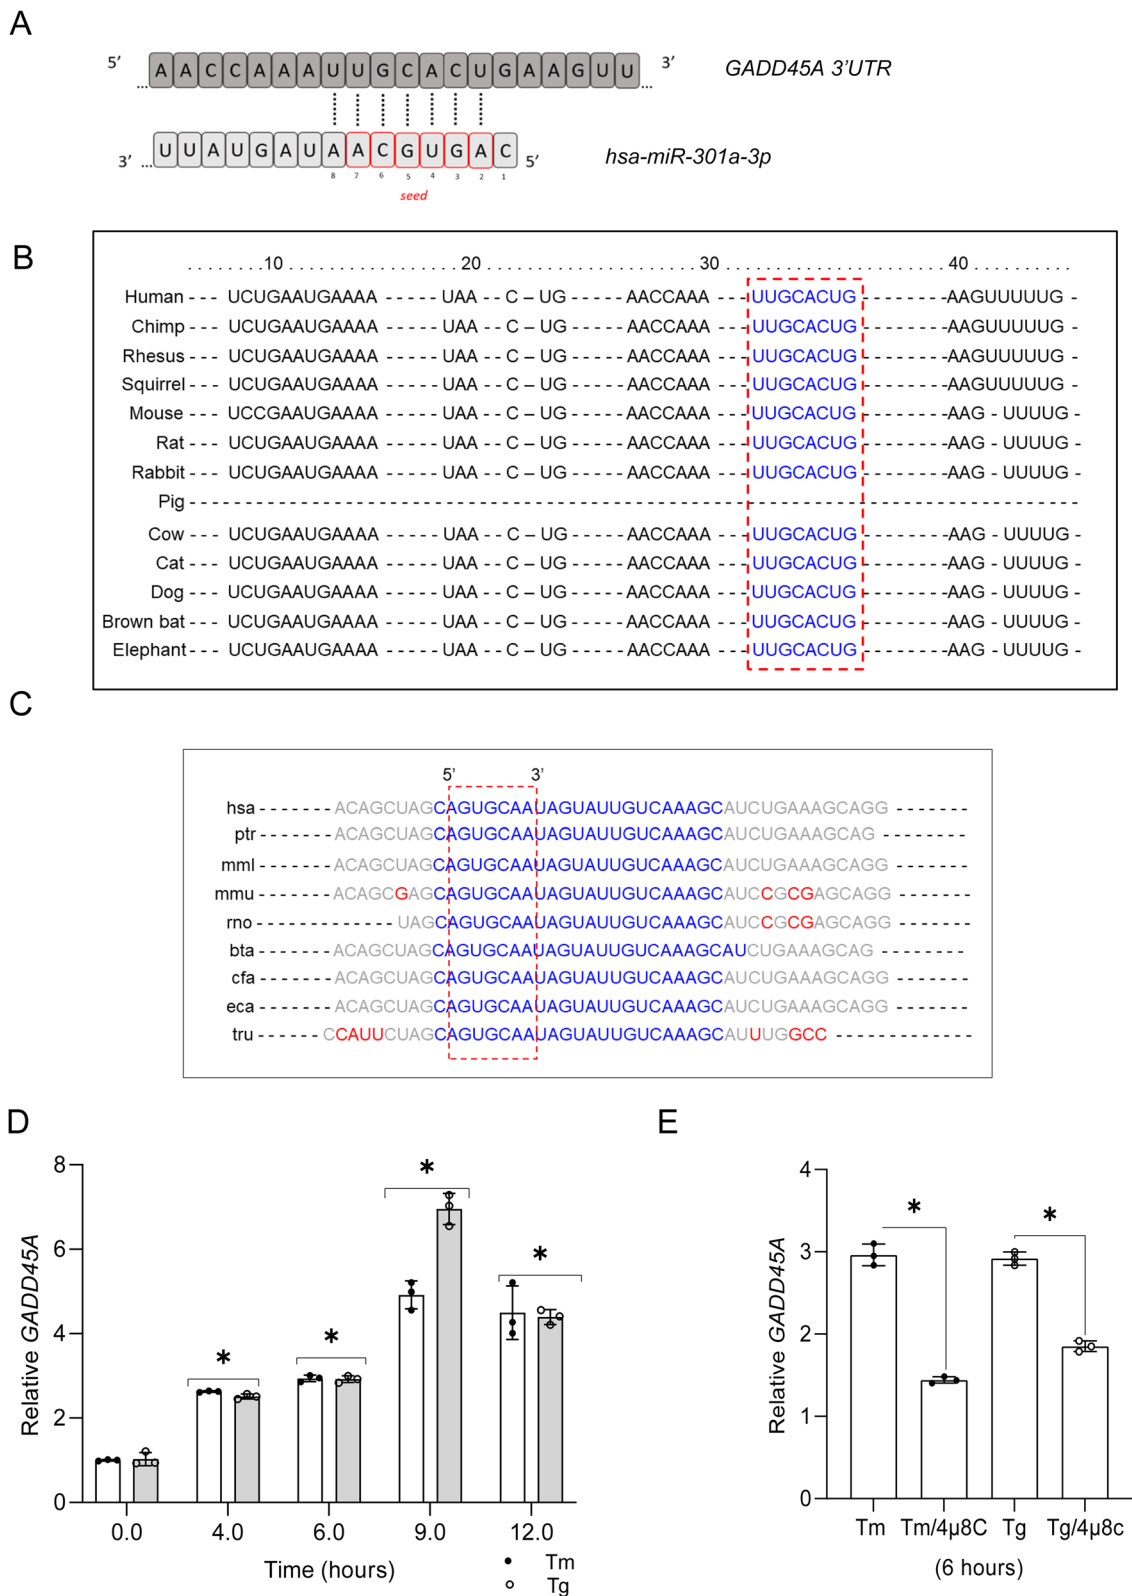 A
5' ... A A C C A A A U U G C A C U G A A G U U ... 3' GADD45A 3'UTR
3' ... U U A U G A U A A C G U G A C 5' hsa-miR-301a-3p
8 7 6 5 4 3 2 1
seed
B
. . . . . . . . 10 . . . . . . . . . . . . . . . . 20 . . . . . . . . . . . . . . . . . . . . 30 . . . . . . . . . . . . . . . . . . . . 40 . . . . . . . . . .
Human - - - UCUGAAUGAAAA - - - - - - UAA - - C – UG - - - - - AACCAAA - - - - UUGCACUG - - - - - - - - AAGUUUUUG -
Chimp - - - UCUGAAUGAAAA - - - - - - UAA - - C – UG - - - - - AACCAAA - - - - UUGCACUG - - - - - - - - AAGUUUUUG -
Rhesus - - - UCUGAAUGAAAA - - - - - - UAA - - C – UG - - - - - AACCAAA - - - - UUGCACUG - - - - - - - - AAGUUUUUG -
Squirrel - - - UCUGAAUGAAAA - - - - - - UAA - - C – UG - - - - - AACCAAA - - - - UUGCACUG - - - - - - - - AAGUUUUUG -
Mouse - - - UCCGAAUGAAAA - - - - - - UAA - - C – UG - - - - - AACCAAA - - - - UUGCACUG - - - - - - - - AAG - UUUUG -
Rat - - - UCUGAAUGAAAA - - - - - - UAA - - C – UG - - - - - AACCAAA - - - - UUGCACUG - - - - - - - - AAG - UUUUG -
Rabbit - - - UCUGAAUGAAAA - - - - - - UAA - - C – UG - - - - - AACCAAA - - - - UUGCACUG - - - - - - - - AAG - UUUUG -
Pig - - - - - - - - - - - - - - - - - - - - - - - - - - - - - - - - - - - - - - - -
Cow - - - UCUGAAUGAAAA - - - - - - UAA - - C – UG - - - - - AACCAAA - - - - UUGCACUG - - - - - - - - AAG - UUUUG -
Cat - - - UCUGAAUGAAAA - - - - - - UAA - - C – UG - - - - - AACCAAA - - - - UUGCACUG - - - - - - - - AAG - UUUUG -
Dog - - - UCUGAAUGAAAA - - - - - - UAA - - C – UG - - - - - AACCAAA - - - - UUGCACUG - - - - - - - - AAG - UUUUG -
Brown bat - - - UCUGAAUGAAAA - - - - - - UAA - - C – UG - - - - - AACCAAA - - - - UUGCACUG - - - - - - - - AAG - UUUUG -
Elephant - - - UCUGAAUGAAAA - - - - - - UAA - - C – UG - - - - - AACCAAA - - - - UUGCACUG - - - - - - - - AAG - UUUUG -
C
5' 3'
hsa - - - - - - - ACAGCUAGCAGUGCAAUAGUAUUGUCAAAGCAUCUGAAAGCAGG - - - - - - -
ptr - - - - - - - ACAGCUAGCAGUGCAAUAGUAUUGUCAAAGCAUCUGAAAGCAG - - - - - - - -
mml - - - - - - - ACAGCUAGCAGUGCAAUAGUAUUGUCAAAGCAUCUGAAAGCAGG - - - - - - -
mmu - - - - - - - ACAGCGAGCAGUGCAAUAGUAUUGUCAAAGCAUCCGCGAGCAGG - - - - - - -
rno - - - - - - - - - - - - UAGCAGUGCAAUAGUAUUGUCAAAGCAUCCGCGAGCAGG - - - - - - -
bta - - - - - - - ACAGCUAGCAGUGCAAUAGUAUUGUCAAAGCAUCUGAAAGCAG - - - - - - - -
cfa - - - - - - - ACAGCUAGCAGUGCAAUAGUAUUGUCAAAGCAUCUGAAAGCAGG - - - - - - -
eca - - - - - - - ACAGCUAGCAGUGCAAUAGUAUUGUCAAAGCAUCUGAAAGCAGG - - - - - - -
tru - - - - - - CCAUUCUAGCAGUGCAAUAGUAUUGUCAAAGCAUUUGGCC - - - - - - - - - - - -
D
Relative GADD45A
8
6
4
2
0
* * * *
0.0 4.0 6.0 9.0 12.0
Time (hours)
Tm
Tg
E
Relative GADD45A
4
3
2
1
0
* *
Tm Tm/4µ8C Tg Tg/4µ8c
(6 hours)